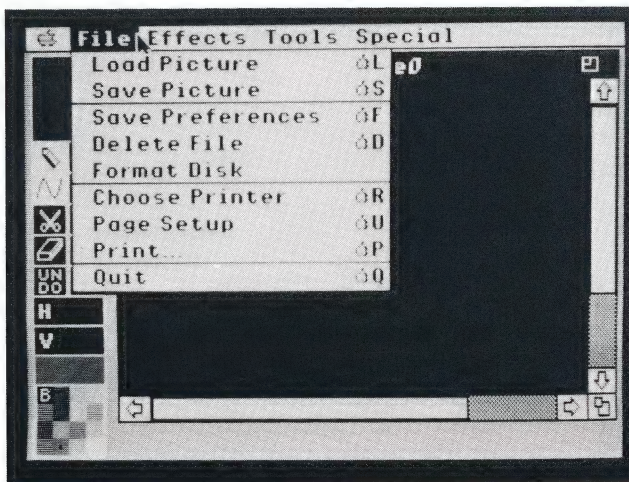 File Effects Tools Special
Load Picture L
Save Picture S
Save Preferences F
Delete File D
Format Disk
Choose Printer R
Page Setup U
Print... P
Quit Q
UN
DO
H
V
B